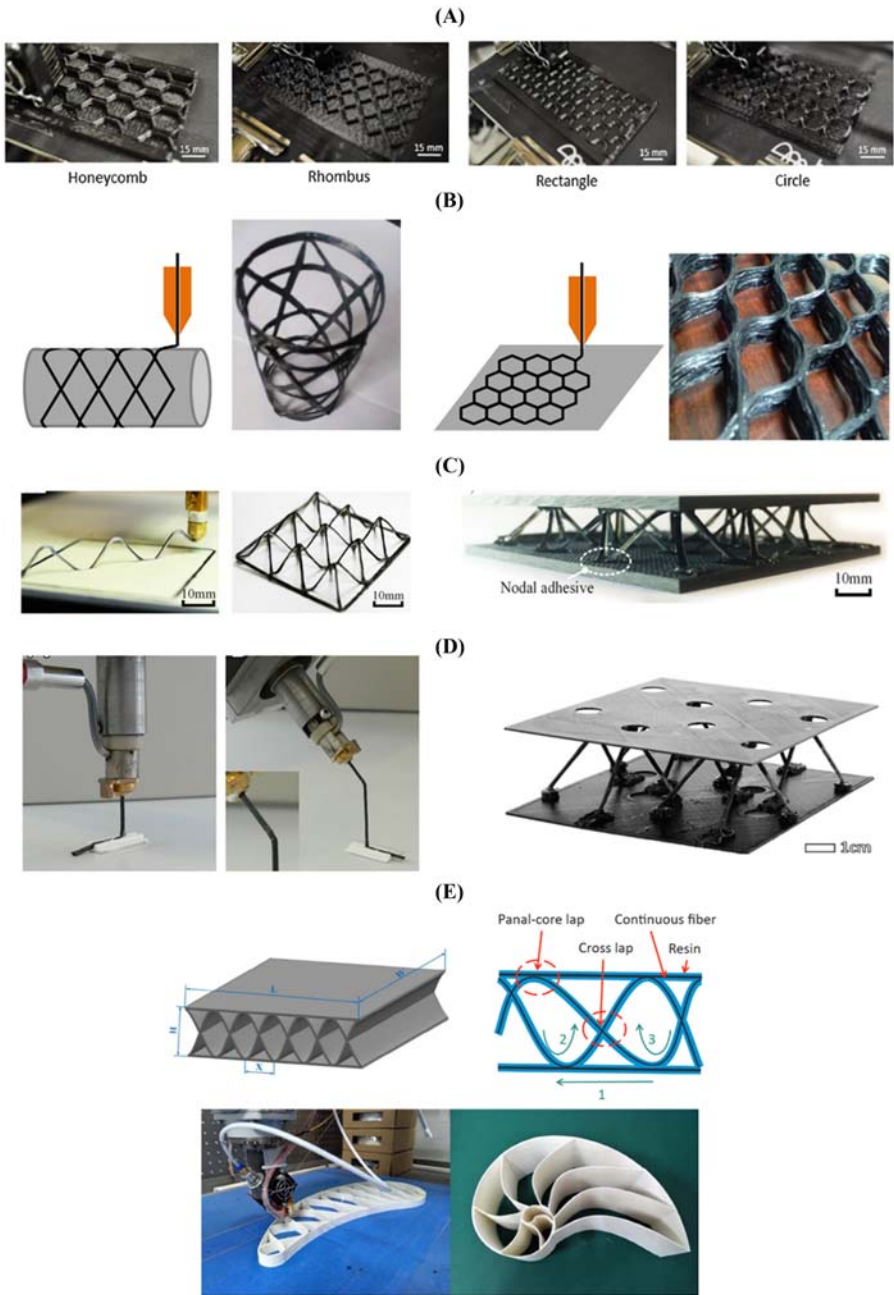 (A)
15 mm
15 mm
15 mm
15 mm
Honeycomb
Rhombus
Rectangle
Circle
(B)
(C)
10mm
10mm
Nodal adhesive
10mm
(D)
1cm
(E)
Panal-core lap
Continuous fiber
Cross lap
Resin
L
H
X
2
3
1